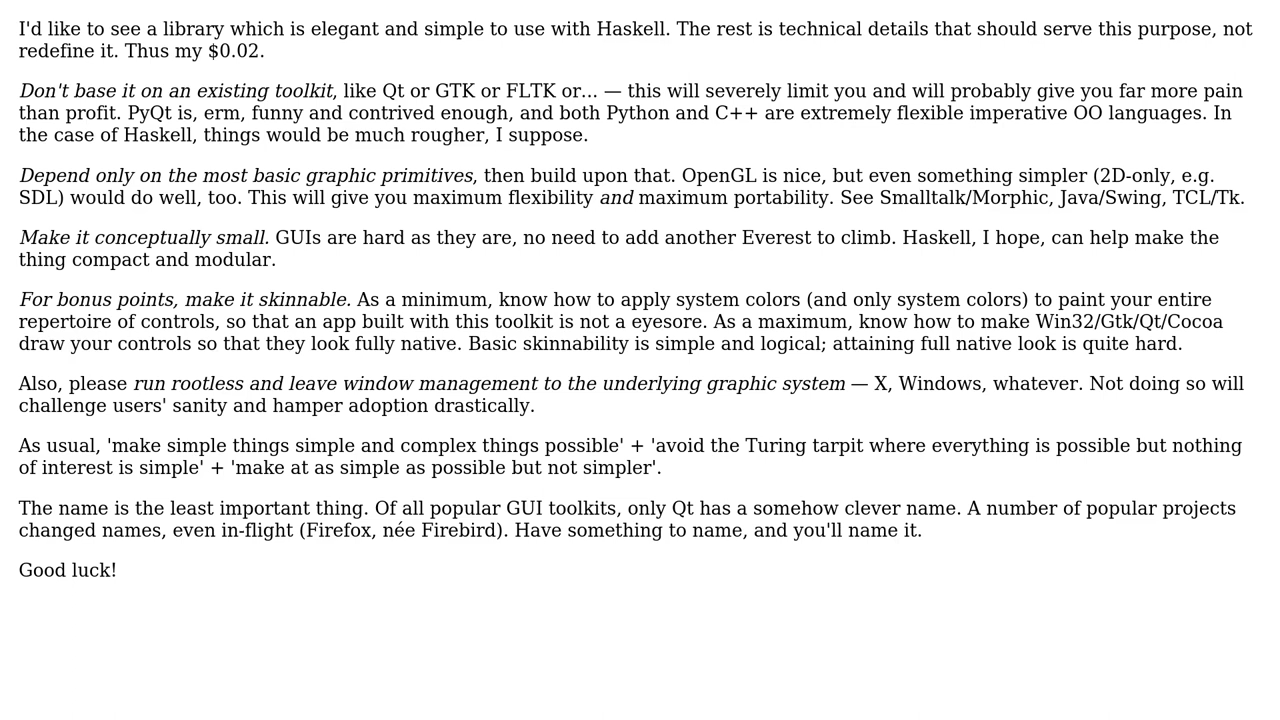 I'd like to see a library which is elegant and simple to use with Haskell. The rest is technical details that should serve this purpose, not
redefine it. Thus my $0.02.
Don't base it on an existing toolkit, like Qt or GTK or FLTK or... — this will severely limit you and will probably give you far more pain
than profit. PyQt is, erm, funny and contrived enough, and both Python and C++ are extremely flexible imperative OO languages. In
the case of Haskell, things would be much rougher, I suppose.
Depend only on the most basic graphic primitives, then build upon that. OpenGL is nice, but even something simpler (2D-only, e.g.
SDL) would do well, too. This will give you maximum flexibility and maximum portability. See Smalltalk/Morphic, Java/Swing, TCL/Tk.
Make it conceptually small. GUIs are hard as they are, no need to add another Everest to climb. Haskell, I hope, can help make the
thing compact and modular.
For bonus points, make it skinnable. As a minimum, know how to apply system colors (and only system colors) to paint your entire
repertoire of controls, so that an app built with this toolkit is not a eyesore. As a maximum, know how to make Win32/Gtk/Qt/Cocoa
draw your controls so that they look fully native. Basic skinnability is simple and logical; attaining full native look is quite hard.
Also, please run rootless and leave window management to the underlying graphic system — X, Windows, whatever. Not doing so will
challenge users' sanity and hamper adoption drastically.
As usual, 'make simple things simple and complex things possible' + 'avoid the Turing tarpit where everything is possible but nothing
of interest is simple' + 'make at as simple as possible but not simpler'.
The name is the least important thing. Of all popular GUI toolkits, only Qt has a somehow clever name. A number of popular projects
changed names, even in-flight (Firefox, née Firebird). Have something to name, and you'll name it.
Good luck!